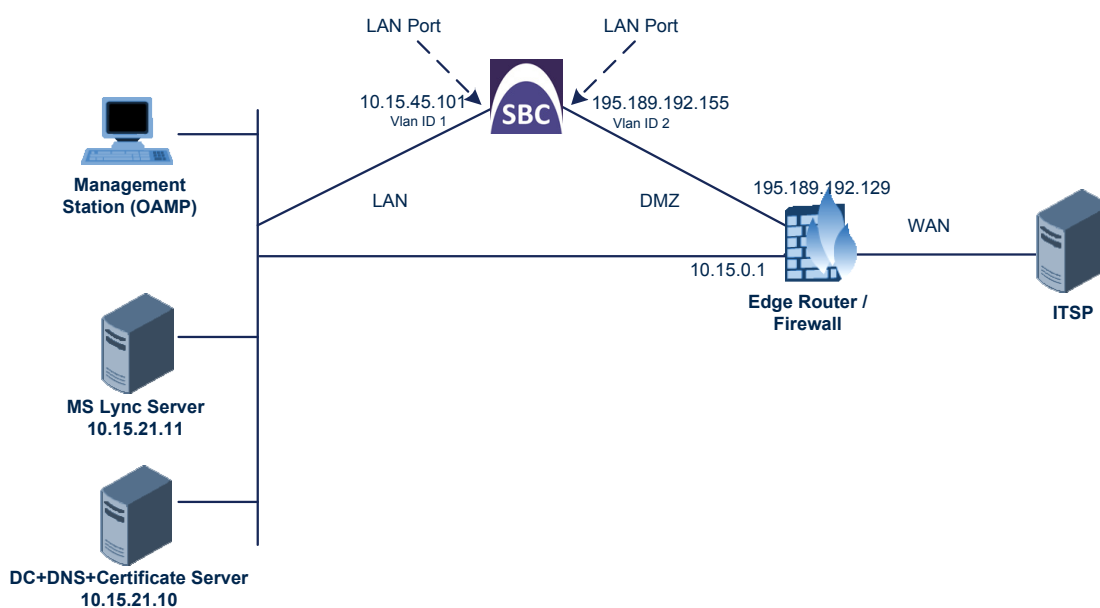 LAN Port
LAN Port
SBC
10.15.45.101
Vlan ID 1
195.189.192.155
Vlan ID 2
Management
Station (OAMP)
LAN
DMZ
195.189.192.129
WAN
10.15.0.1
Edge Router /
Firewall
ITSP
MS Lync Server
10.15.21.11
DC+DNS+Certificate Server
10.15.21.10